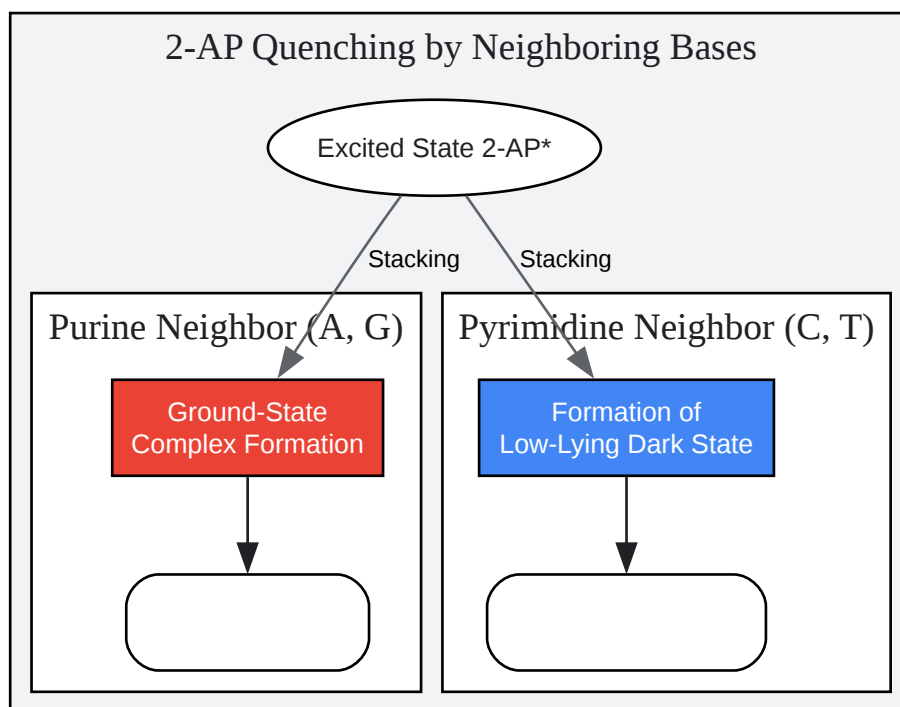 2-AP Quenching by Neighboring Bases
Excited State 2-AP*
Stacking
Stacking
Purine Neighbor (A, G)
Pyrimidine Neighbor (C, T)
Ground-State
Complex Formation
Formation of
Low-Lying Dark State